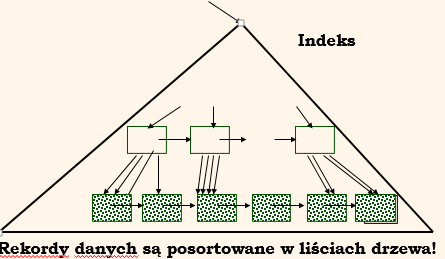 Indeks
Rekordy danych są posortowane w liściach drzewa!